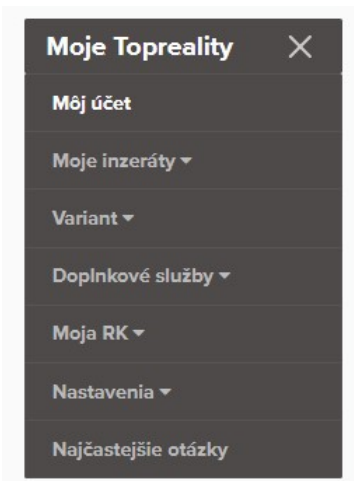 Moje Topreality
Môj účet
Moje inzeráty
Variant
Doplnkové služby
Moja RK
Nastavenia
Najčastejšie otázky